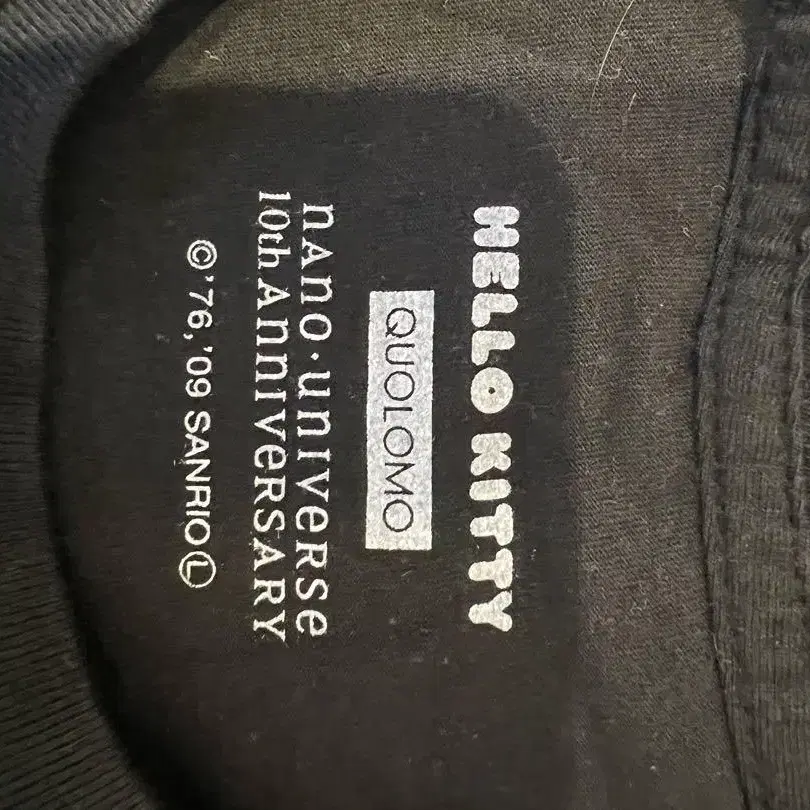 HELLO KITTY
QUOLOMO
nAno·universe
10th AnniverSARY
©'76,'09 SANRIO Ⓛ